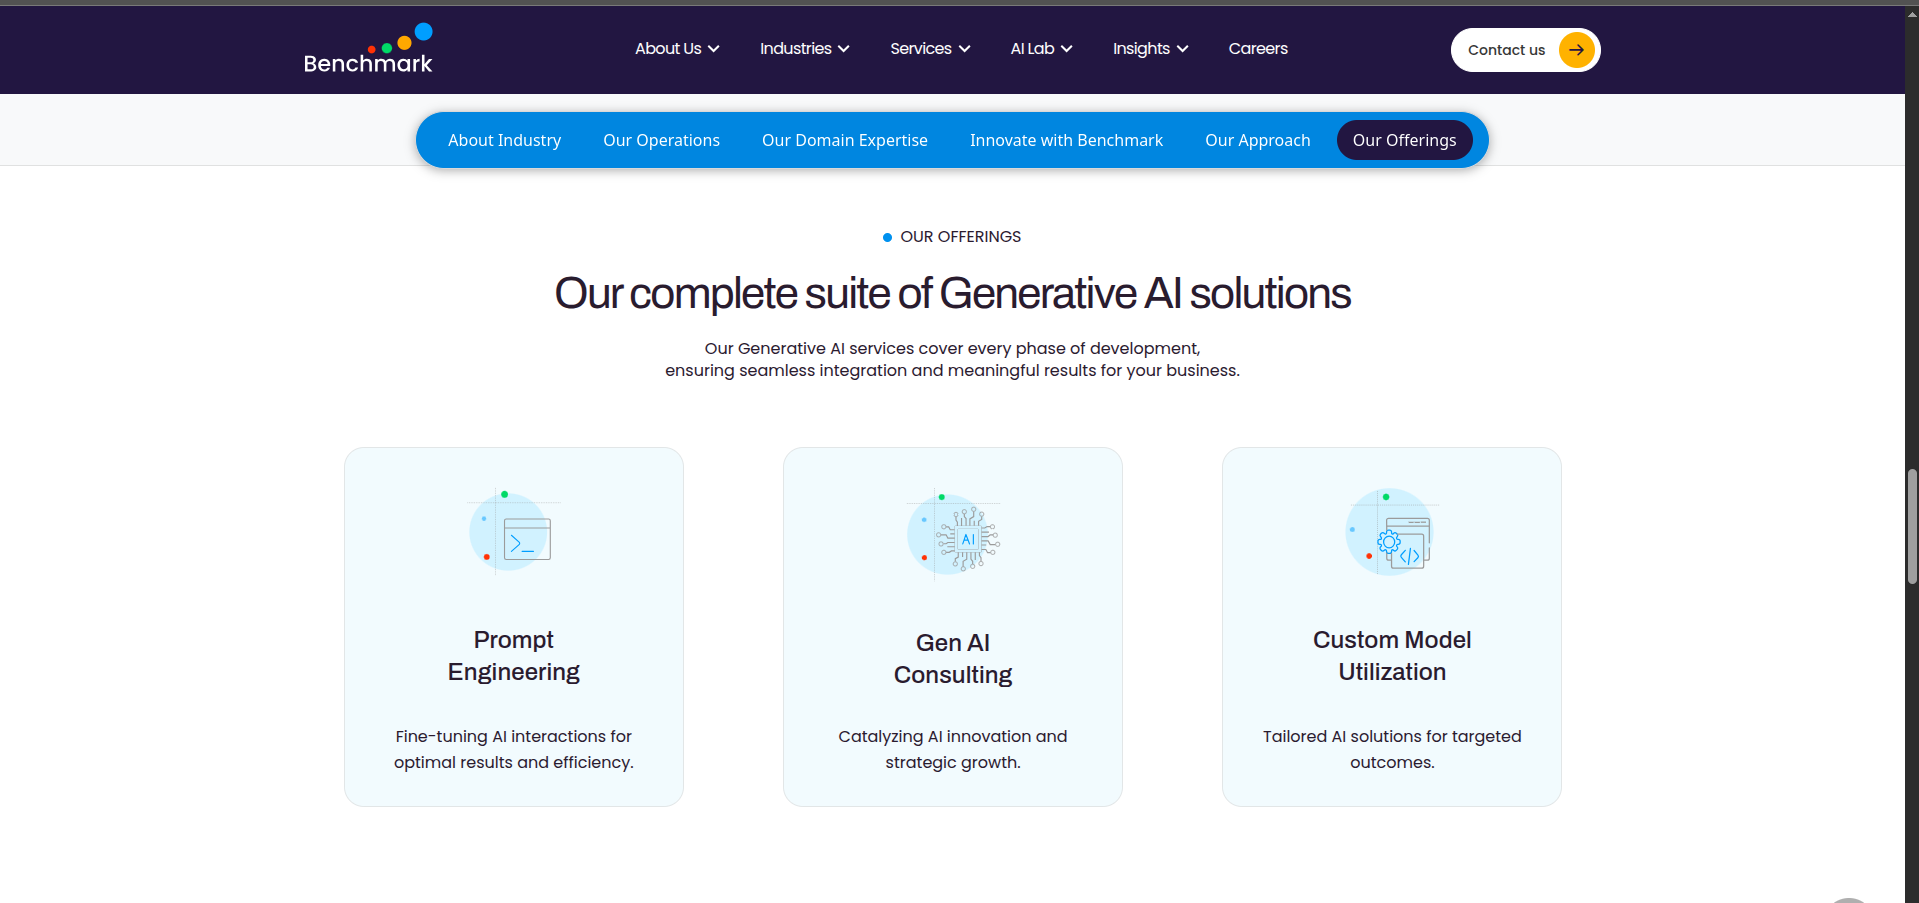 Benchmark
About Us
Industries
Services
AI Lab
Insights
Careers
Contact us
About Industry
Our Operations
Our Domain Expertise
Innovate with Benchmark
Our Approach
Our Offerings
OUR OFFERINGS
Our complete suite of Generative AI solutions
Our Generative AI services cover every phase of development,
ensuring seamless integration and meaningful results for your business.
Prompt
Engineering
Fine-tuning AI interactions for
optimal results and efficiency.
AI
Gen AI
Consulting
Catalyzing AI innovation and
strategic growth.
</>
Custom Model
Utilization
Tailored AI solutions for targeted
outcomes.